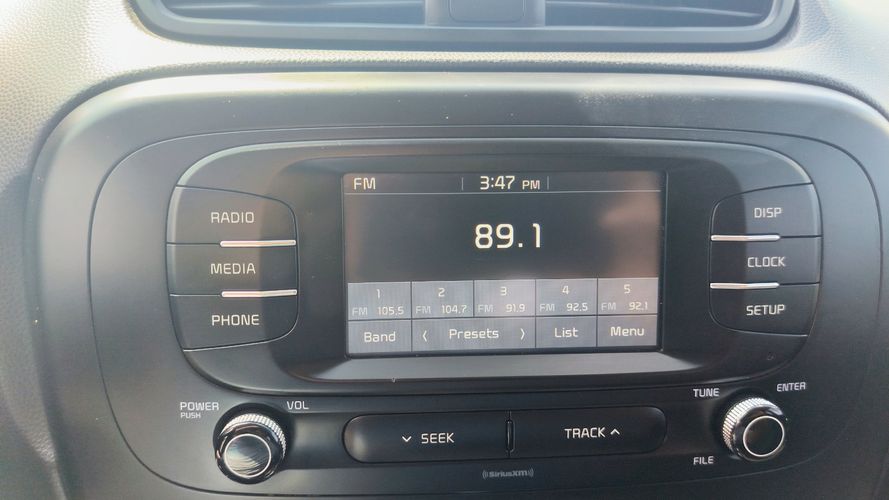 FM 3:47 PM
89.1
RADIO
MEDIA
PHONE
DISP
CLOCK
SETUP
1 2 3 4 5
FM 105.5 FM 104.7 FM 91.9 FM 92.5 FM 92.1
Band < Presets > List Menu
POWER
PUSH
VOL
SEEK
TRACK
TUNE
ENTER
FILE
((SiriusXM))